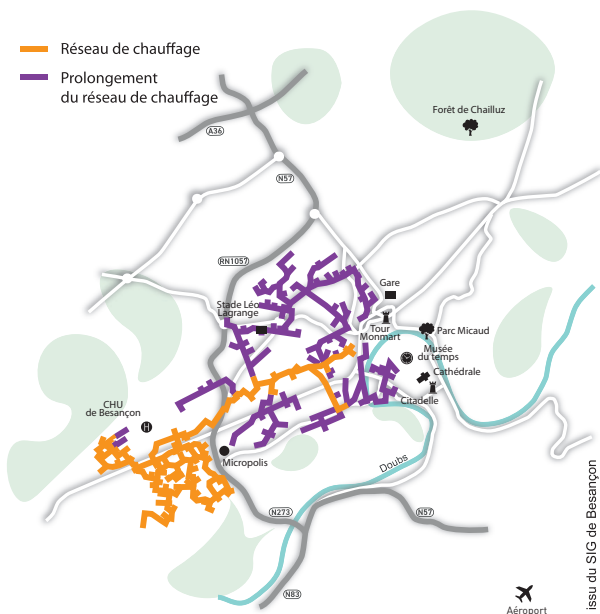 Réseau de chauffage
Prolongement
du réseau de chauffage
Forêt de Chailluz
A36
N57
RN1057
Gare
Stade Léo
Lagrange
Tour
Monmart
Parc Micaud
Musée
du temps
Cathédrale
Citadelle
CHU
de Besançon
H
Micropolis
Doubs
N273
N57
N83
Aéroport
issu du SIG de Besançon